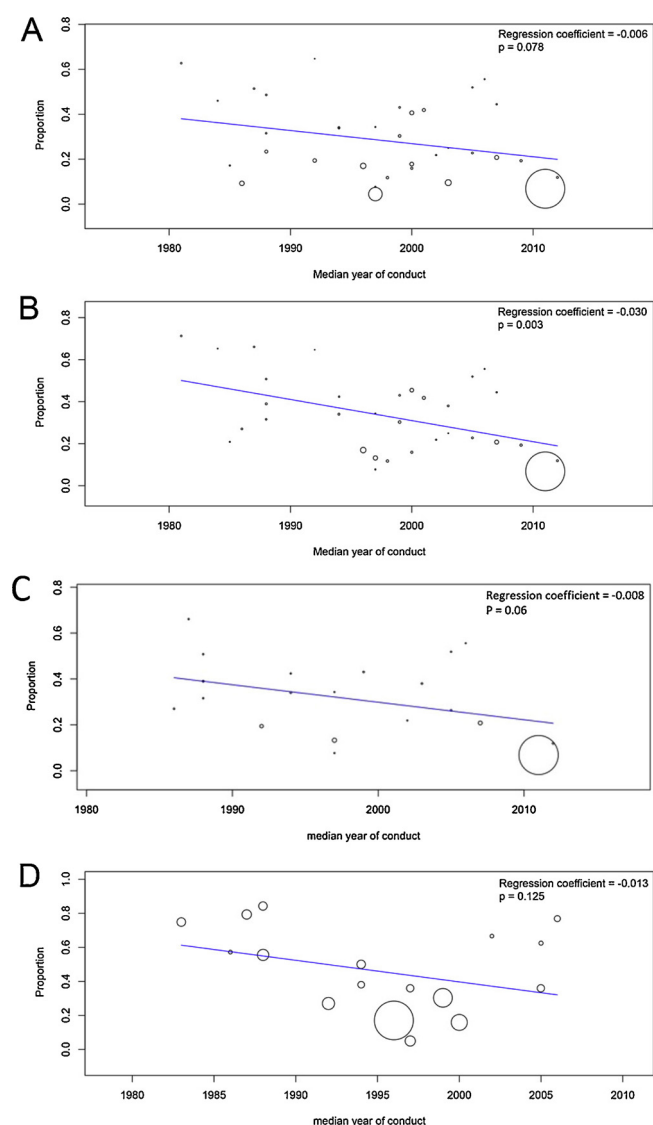 A
Regression coefficient = -0.006
p = 0.078
0.8
0.6
0.4
0.2
0.0
Proportion
1980 1990 2000 2010
Median year of conduct
B
Regression coefficient = -0.030
p = 0.003
0.8
0.6
0.4
0.2
0.0
Proportion
1980 1990 2000 2010
Median year of conduct
C
Regression coefficient = -0.008
P = 0.06
0.8
0.6
0.4
0.2
0.0
Proportion
1980 1990 2000 2010
median year of conduct
D
Regression coefficient = -0.013
p = 0.125
1.0
0.8
0.6
0.4
0.2
0.0
Proportion
1980 1985 1990 1995 2000 2005 2010
median year of conduct